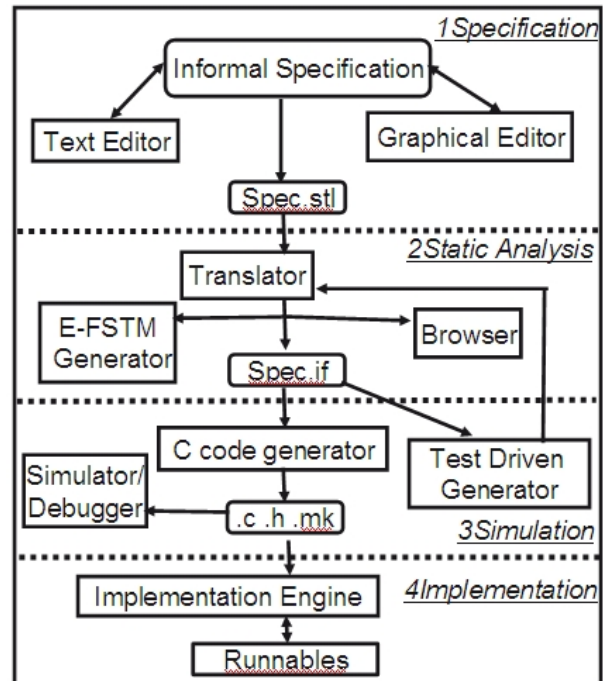 1Specification
Informal Specification
Text Editor
Graphical Editor
Spec.stl
2Static Analysis
Translator
E-FSTM
Generator
Browser
Spec.if
C code generator
Test Driven
Generator
Simulator/
Debugger
.c .h .mk
3Simulation
4Implementation
Implementation Engine
Runnables